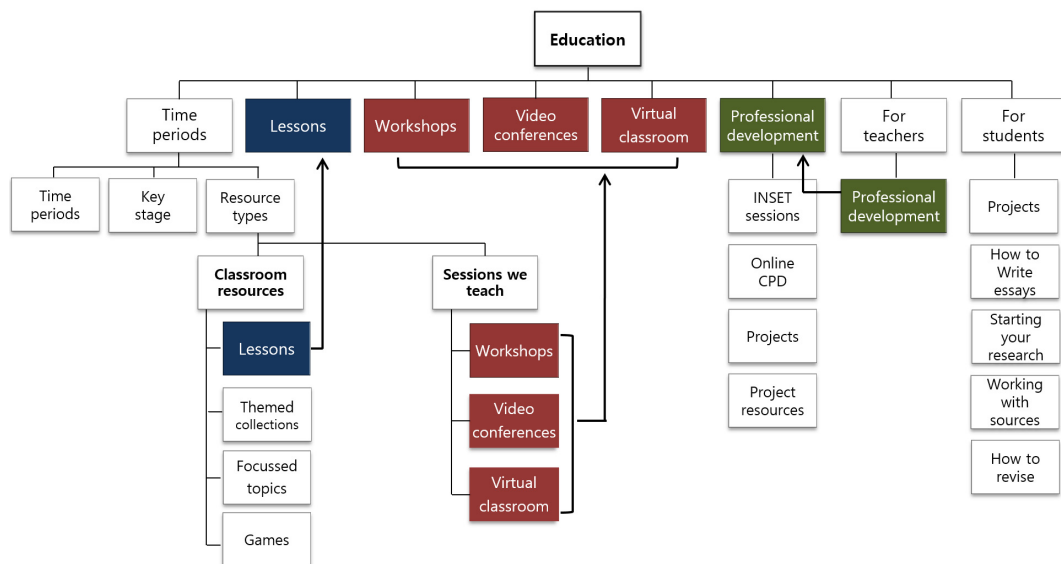 Education
Time
periods
Lessons
Workshops
Video
conferences
Virtual
classroom
Professional
development
For
teachers
For
students
Time
periods
Key
stage
Resource
types
INSET
sessions
Professional
development
Projects
Classroom
resources
Sessions we
teach
Online
CPD
How to
Write
essays
Lessons
Workshops
Projects
Starting
your
research
Themed
collections
Video
conferences
Project
resources
Working
with
sources
Focussed
topics
Virtual
classroom
How to
revise
Games